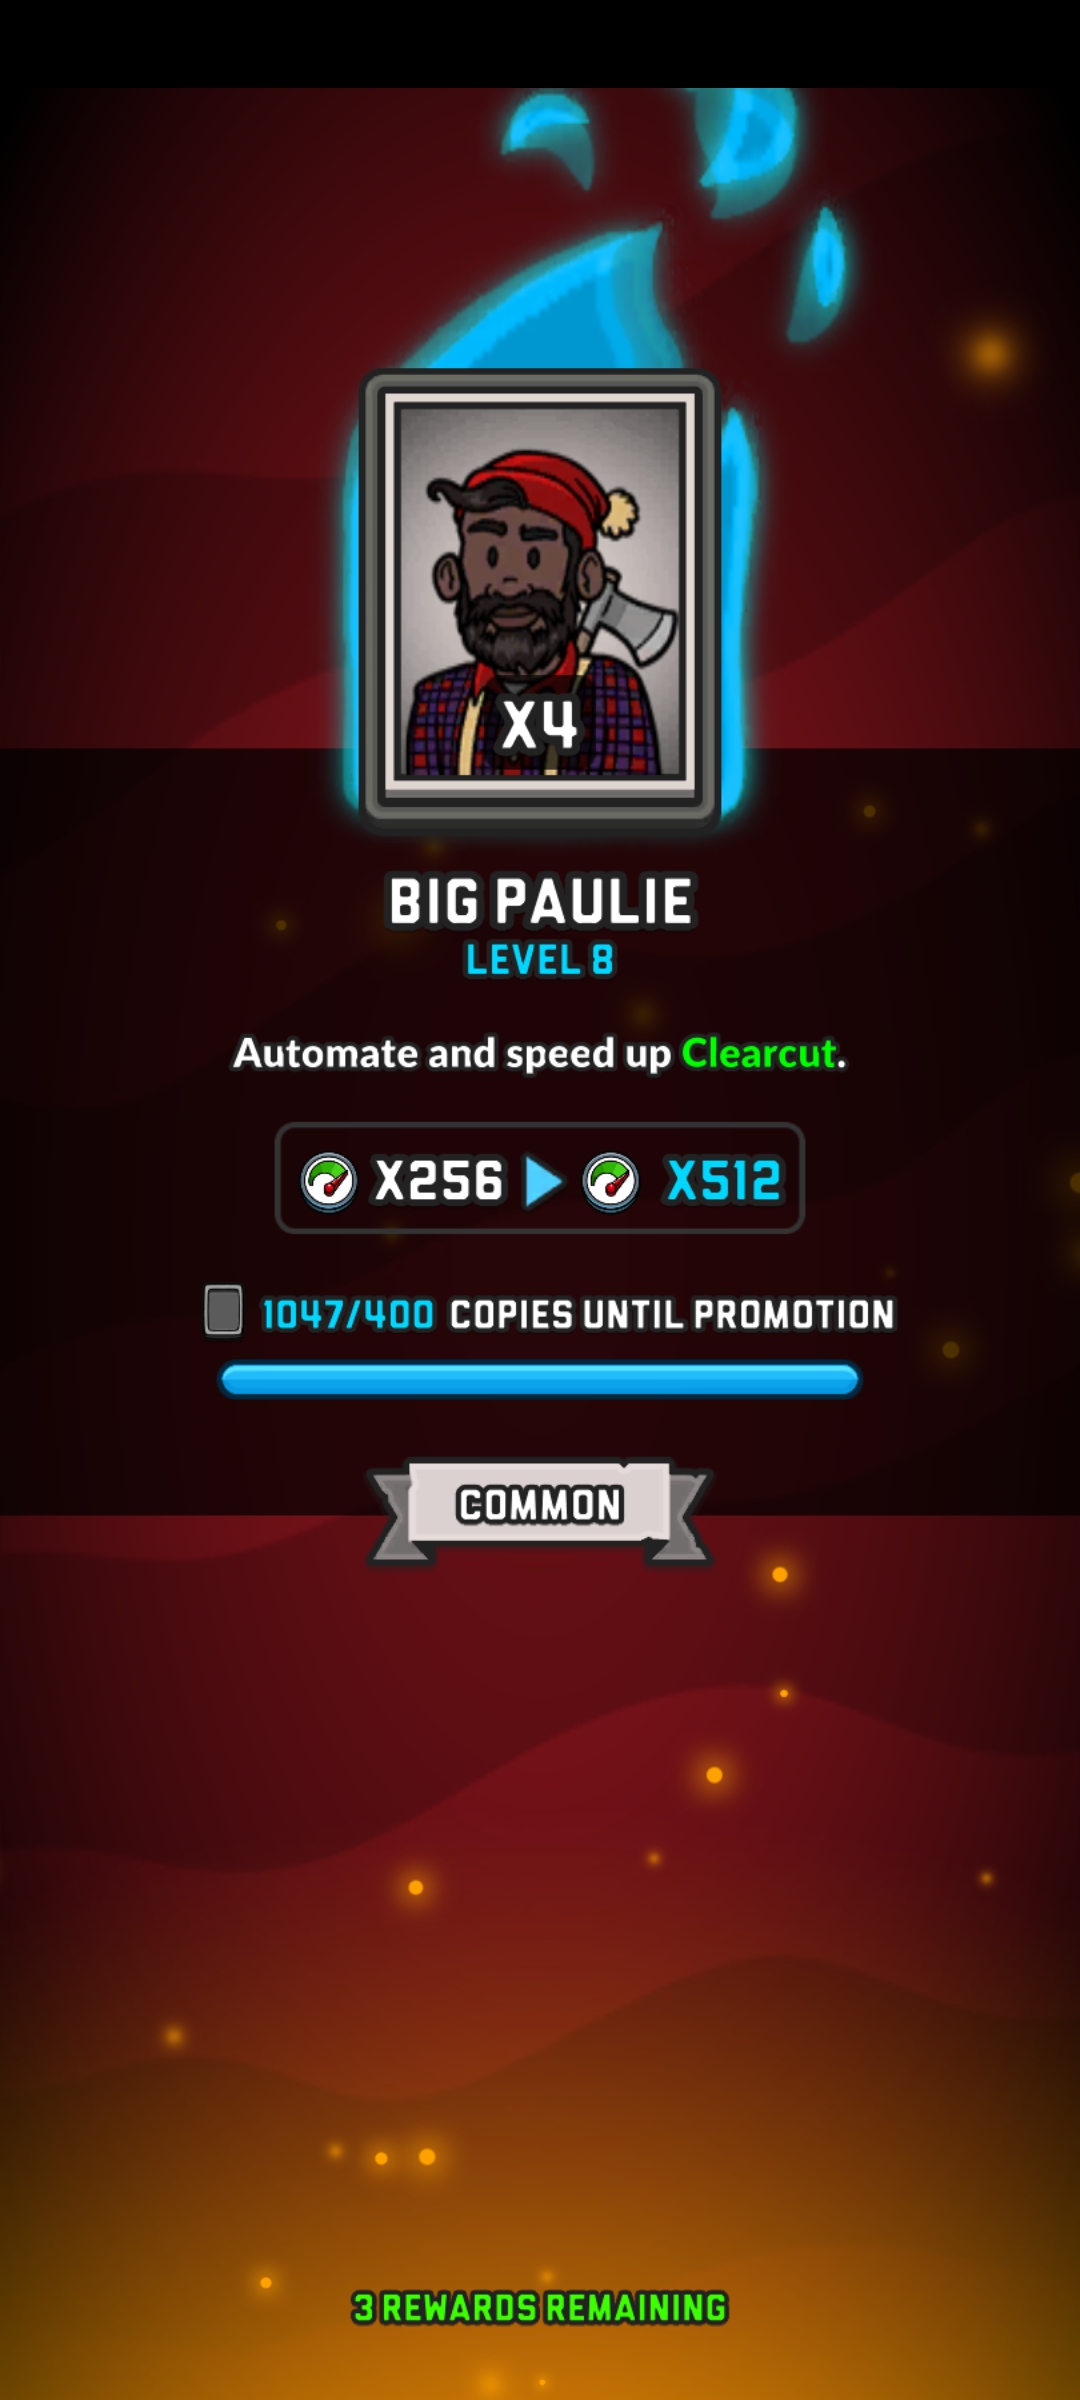 X4
BIG PAULIE
LEVEL 8
Automate and speed up Clearcut.
X256 X512
1047/400 COPIES UNTIL PROMOTION
COMMON
3 REWARDS REMAINING